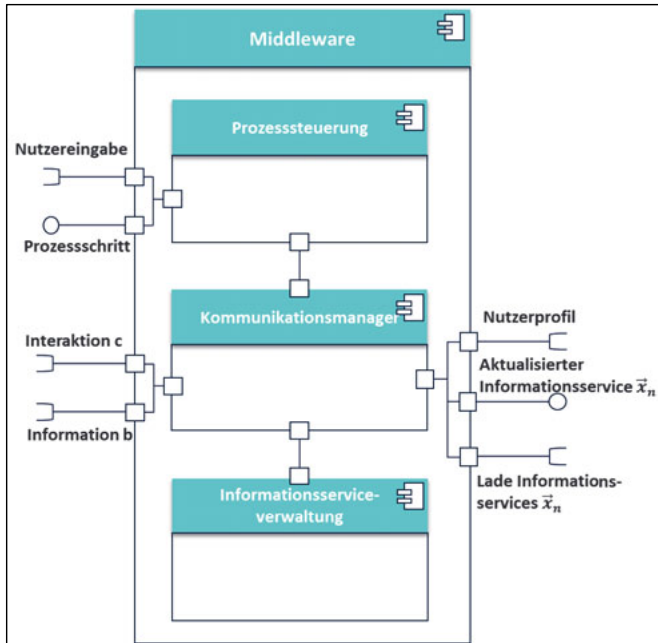 Middleware
Prozesssteuerung
Nutzereingabe
Prozessschritt
Kommunikationsmanager
Interaktion c
Information b
Nutzerprofil
Aktualisierter
Informationsservice x⃗ₙ
Lade Informations-
services x⃗ₙ
Informationsservice-
verwaltung